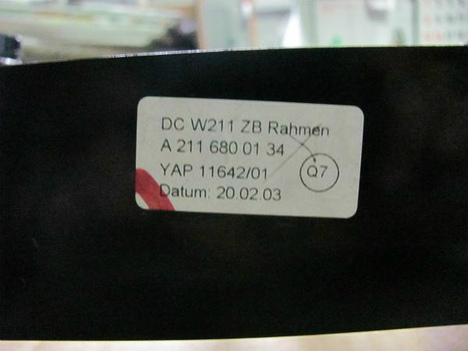 DC W211 ZB Rahmen
A 211 680 01 34
YAP 11642/01
Q7
Datum: 20.02.03